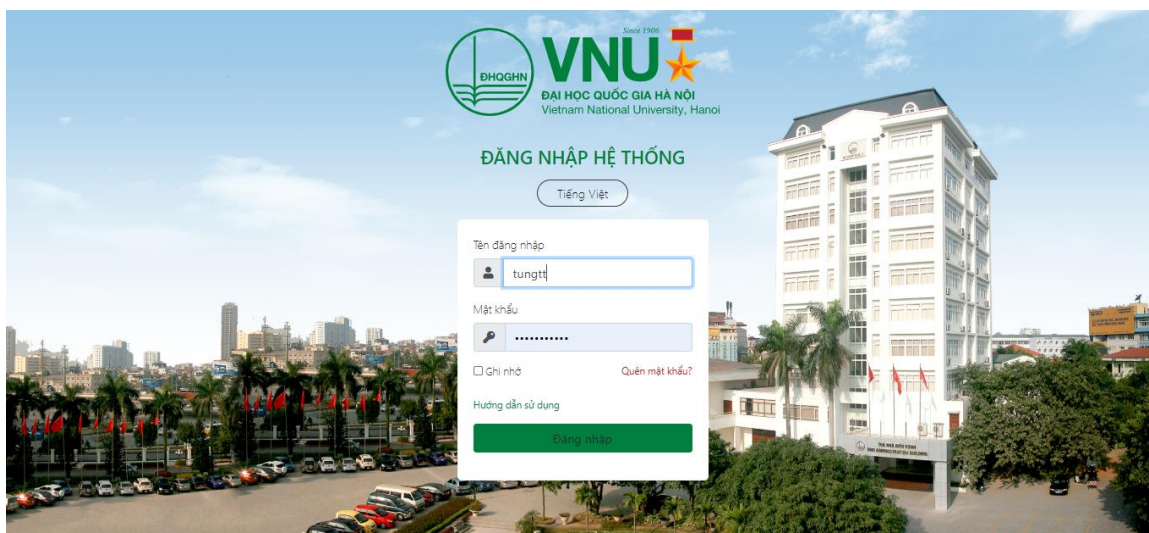 Since 1906
ĐHQGHN
VNU
ĐẠI HỌC QUỐC GIA HÀ NỘI
Vietnam National University, Hanoi
ĐĂNG NHẬP HỆ THỐNG
Tiếng Việt
Tên đăng nhập
tungtt
Mật khẩu
•••••••••••
Ghi nhớ
Quên mật khẩu?
Hướng dẫn sử dụng
Đăng nhập